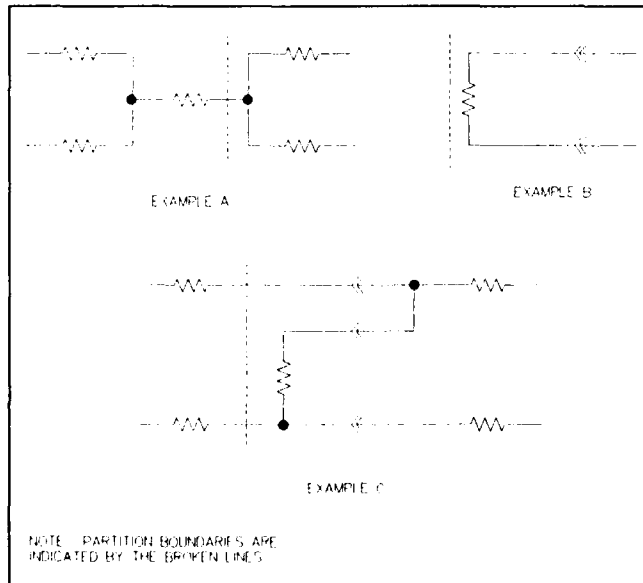 EXAMPLE A
EXAMPLE B
EXAMPLE C
NOTE PARTITION BOUNDARIES ARE
INDICATED BY THE BROKEN LINES